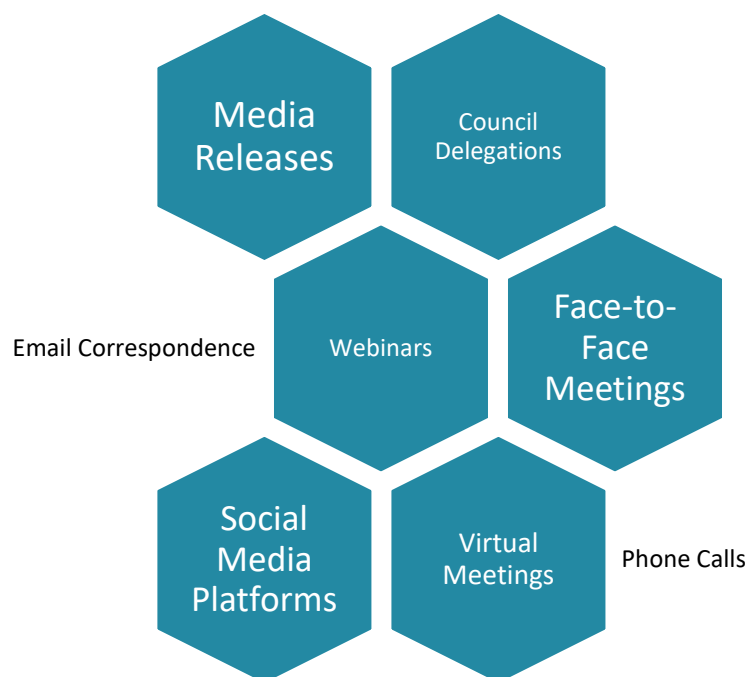 Media
Releases
Council
Delegations
Email Correspondence
Webinars
Face-to-
Face
Meetings
Social
Media
Platforms
Virtual
Meetings
Phone Calls